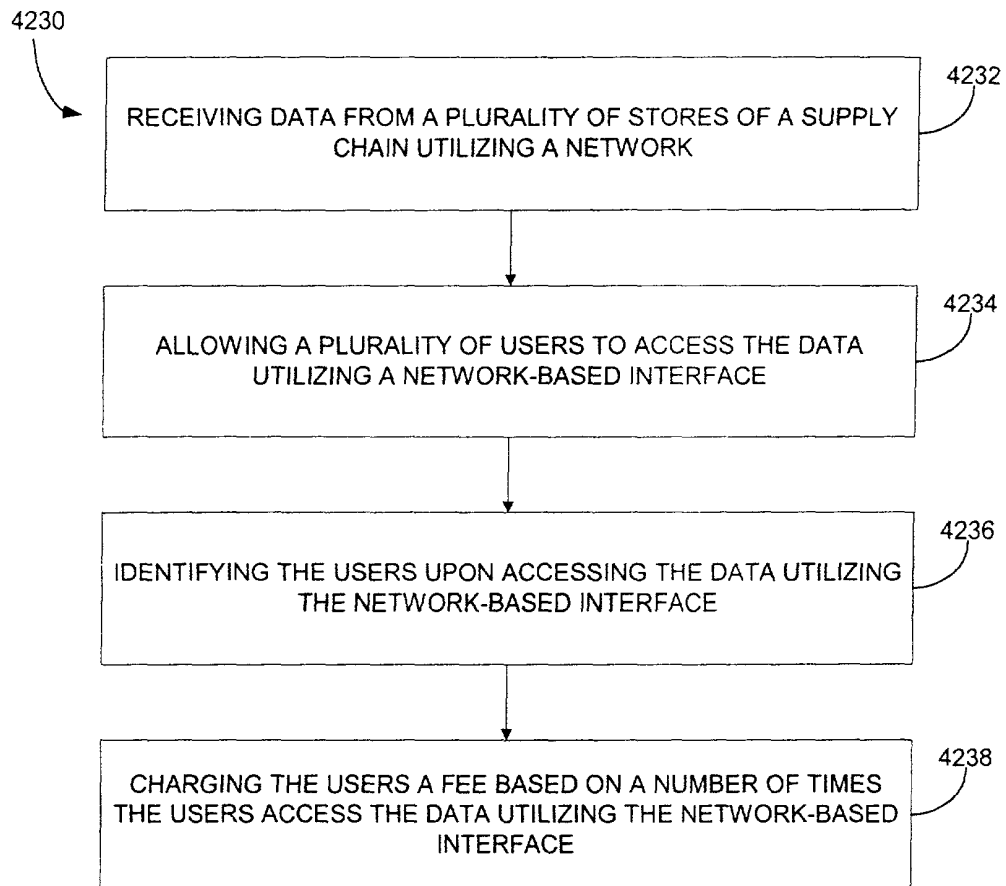 4230
4232
RECEIVING DATA FROM A PLURALITY OF STORES OF A SUPPLY
CHAIN UTILIZING A NETWORK
4234
ALLOWING A PLURALITY OF USERS TO ACCESS THE DATA
UTILIZING A NETWORK-BASED INTERFACE
4236
IDENTIFYING THE USERS UPON ACCESSING THE DATA UTILIZING
THE NETWORK-BASED INTERFACE
4238
CHARGING THE USERS A FEE BASED ON A NUMBER OF TIMES
THE USERS ACCESS THE DATA UTILIZING THE NETWORK-BASED
INTERFACE